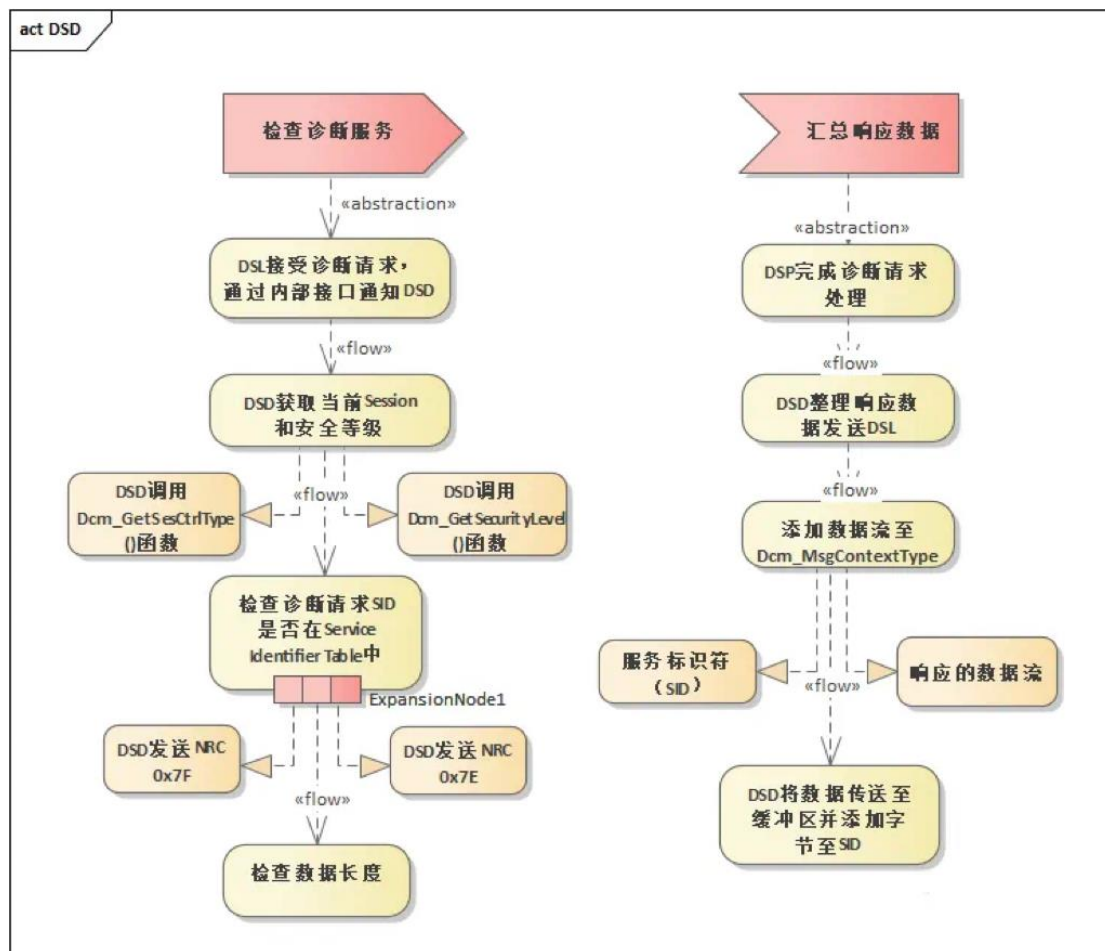 act DSD
检查诊断服务
«abstraction»
DSL接受诊断请求，
通过内部接口通知DSD
«flow»
DSD获取当前Session
和安全等级
DSD调用
Dcm_GetSesCtrlType
()函数
«flow»
DSD调用
Dcm_GetSecurityLevel
()函数
检查诊断请求SID
是否在Service
Identifier Table中
ExpansionNode1
DSD发送 NRC
0x7F
DSD发送 NRC
0x7E
«flow»
检查数据长度
汇总响应数据
«abstraction»
DSP完成诊断请求
处理
«flow»
DSD整理响应数
据发送DSL
«flow»
添加数据流至
Dcm_MsgContextType
服务标识符
（SID）
«flow»
响应的数据流
DSD将数据传送至
缓冲区并添加字
节至SID